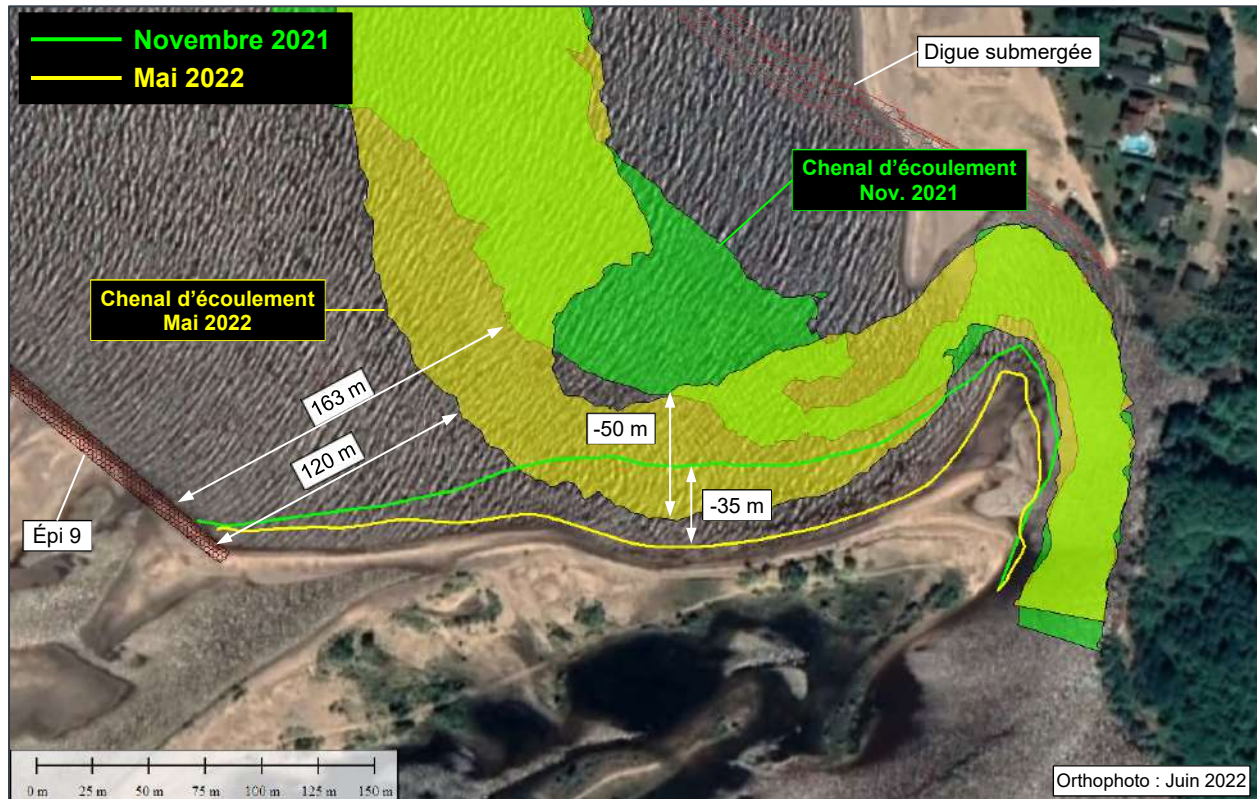 Novembre 2021
Mai 2022
Digue submergée
Chenal d'écoulement
Nov. 2021
Chenal d'écoulement
Mai 2022
163 m
120 m
-50 m
-35 m
Épi 9
0 m 25 m 50 m 75 m 100 m 125 m 150 m
Orthophoto : Juin 2022